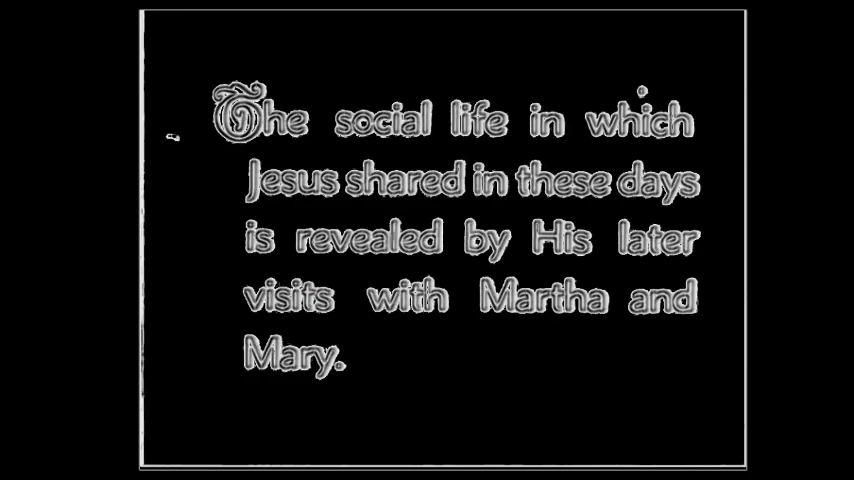 The social life in which
Jesus shared in these days
is revealed by His later
visits with Martha and
Mary.